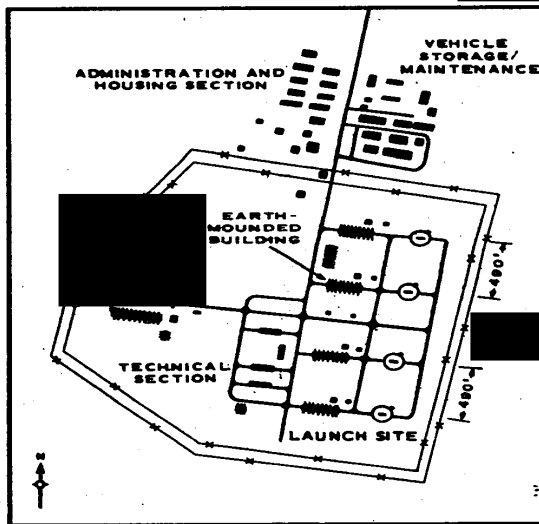 VEHICLE
STORAGE/
MAINTENANCE
ADMINISTRATION AND
HOUSING SECTION
EARTH-
MOUNDED
BUILDING
490'
TECHNICAL
SECTION
490'
LAUNCH SITE
N